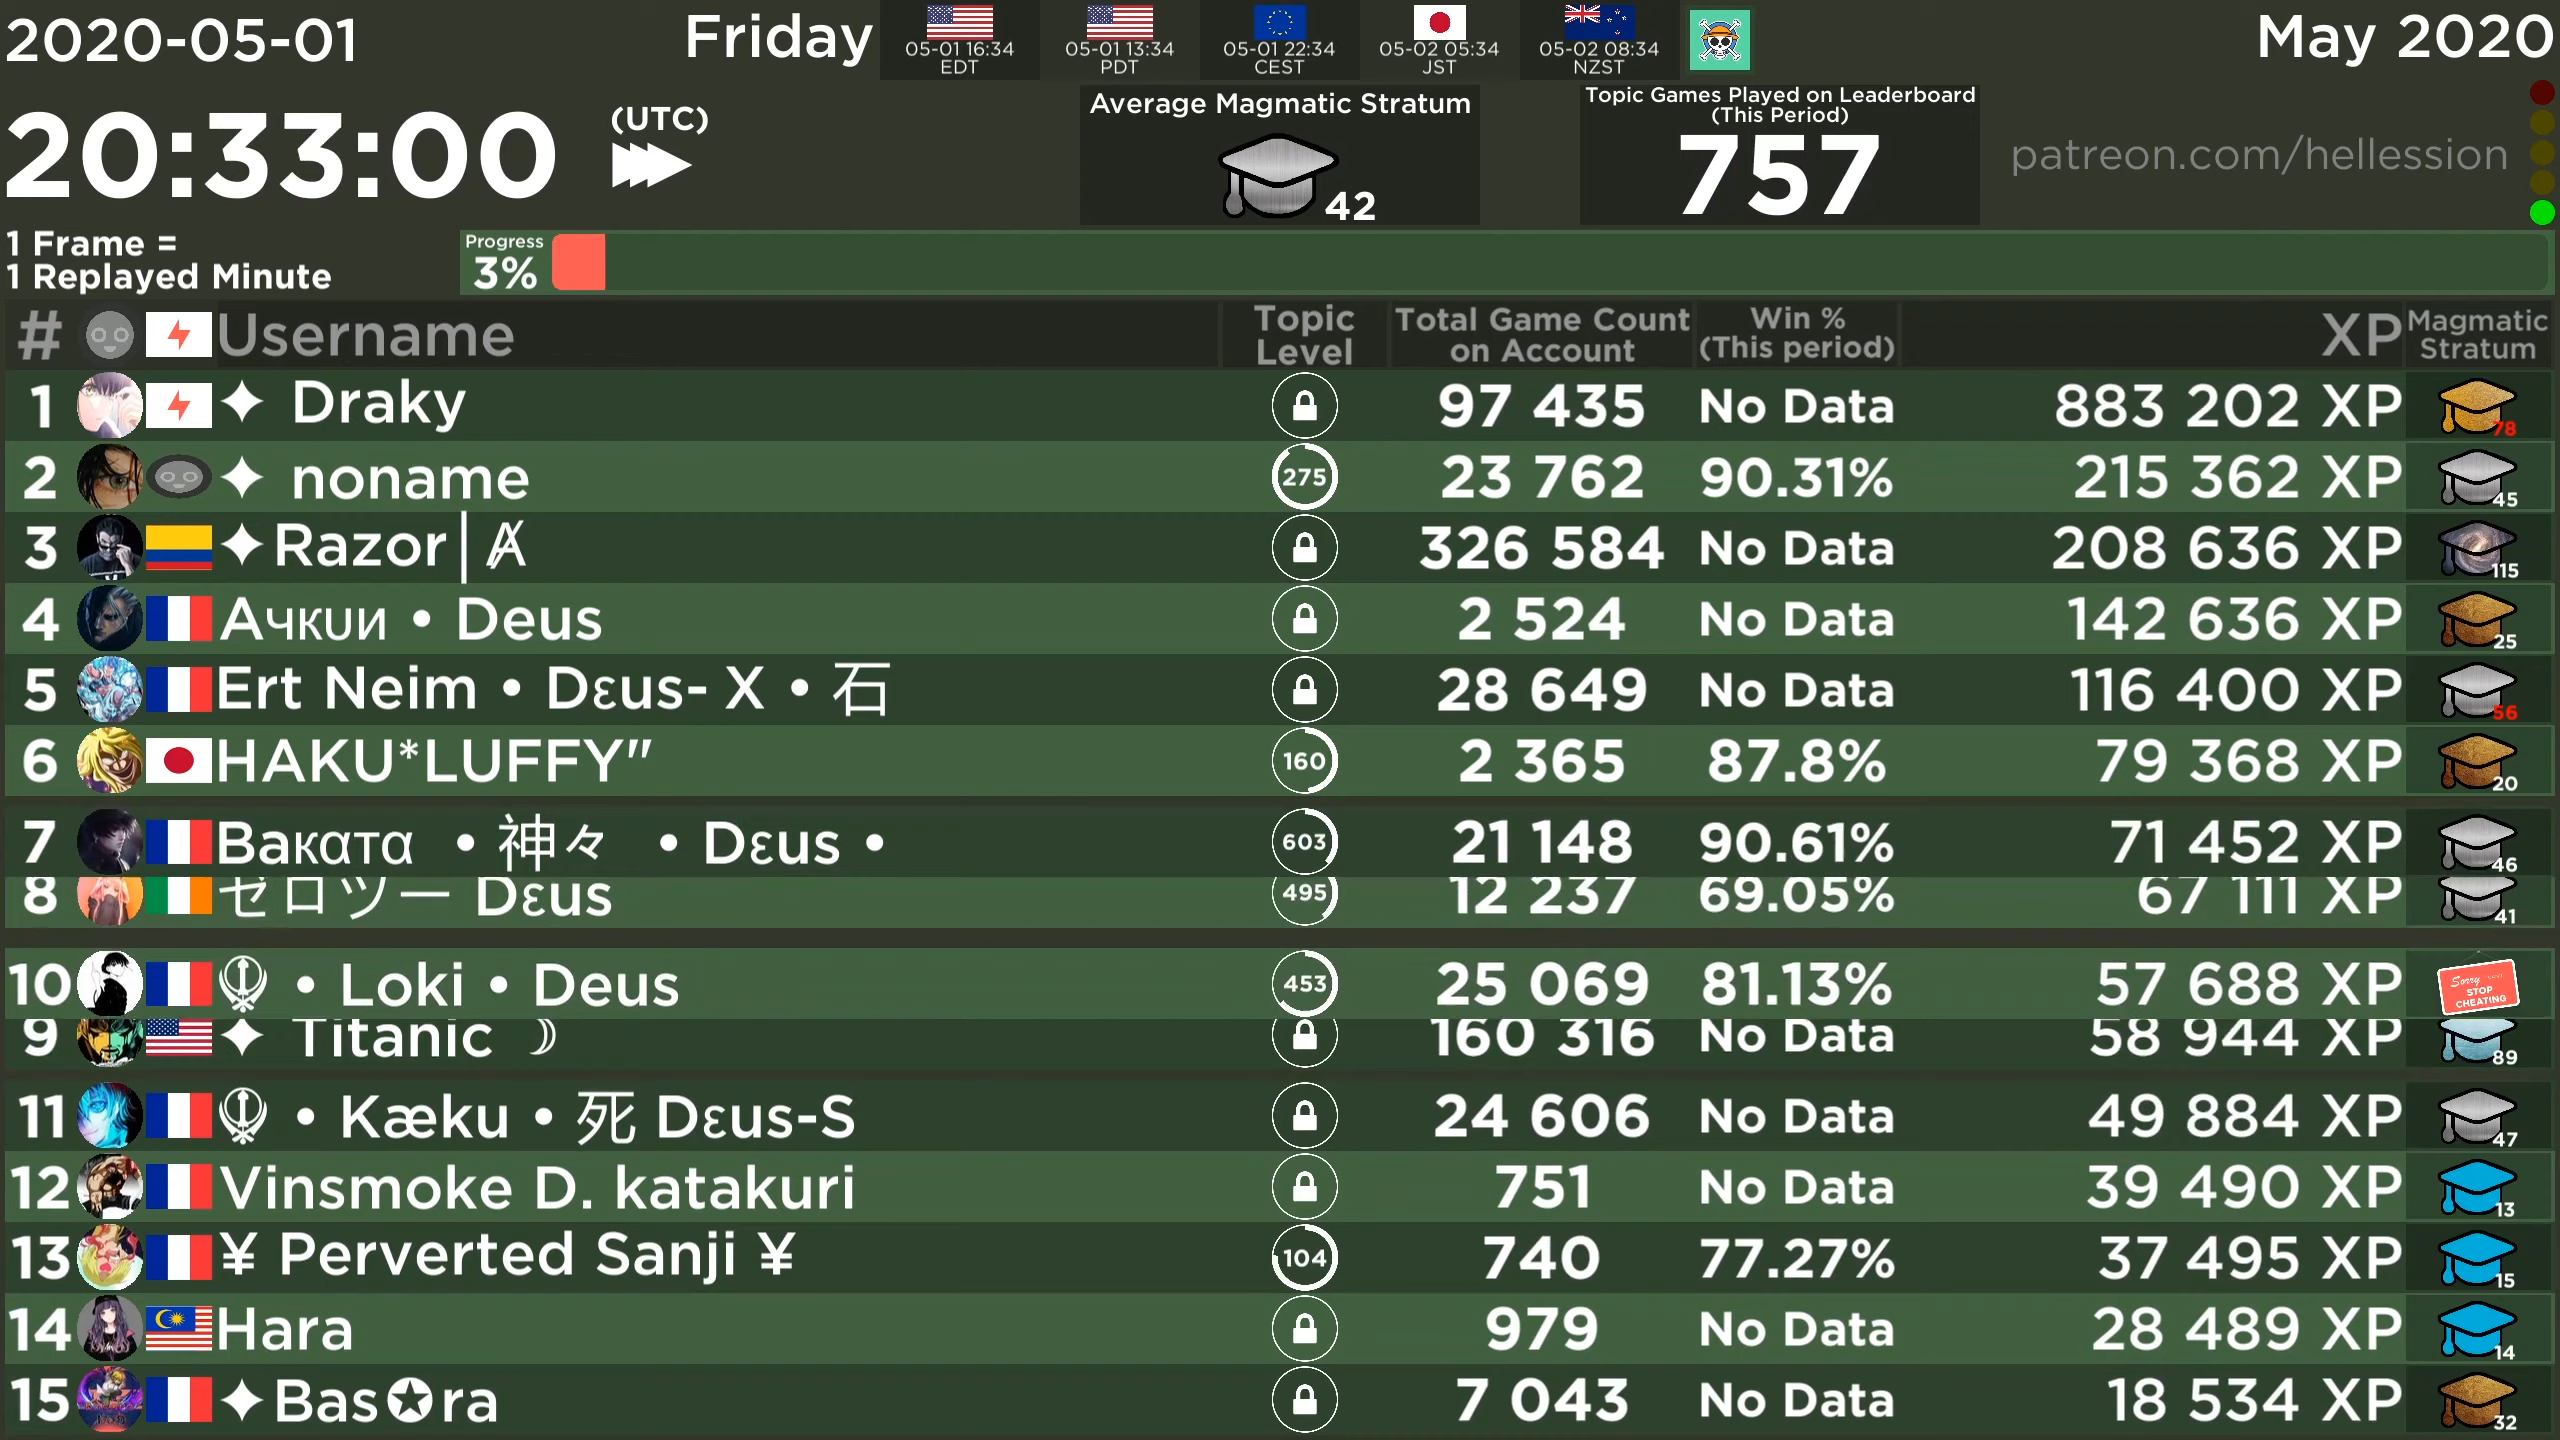 2020-05-01
Friday
05-01 16:34
EDT
05-01 13:34
PDT
05-01 22:34
CEST
05-02 05:34
JST
05-02 08:34
NZST
May 2020
20:33:00
(UTC)
Average Magmatic Stratum
42
Topic Games Played on Leaderboard
(This Period)
757
patreon.com/hellession
1 Frame =
1 Replayed Minute
Progress
3%
# Username Topic Level Total Game Count on Account Win % (This period) XP Magmatic Stratum
1 ✦ Draky 97 435 No Data 883 202 XP 78
2 ✦ noname 275 23 762 90.31% 215 362 XP 45
3 ✦Razor│Ⱥ 326 584 No Data 208 636 XP 115
4 Aчκυи • Deus 2 524 No Data 142 636 XP 25
5 Ert Neim • Dεus- X • 石 28 649 No Data 116 400 XP 56
6 HAKU*LUFFY" 160 2 365 87.8% 79 368 XP 20
7 Baκατα • 神々 • Dεus • 603 21 148 90.61% 71 452 XP 46
8 ゼロツー Dεus 495 12 237 69.05% 67 111 XP 41
10 ☬ • Loki • Deus 453 25 069 81.13% 57 688 XP Sorry STOP CHEATING
9 ✦ Titanic ☽ 160 316 No Data 58 944 XP 89
11 ☬ • Kæku • 死 Dεus-S 24 606 No Data 49 884 XP 47
12 Vinsmoke D. katakuri 751 No Data 39 490 XP 13
13 ¥ Perverted Sanji ¥ 104 740 77.27% 37 495 XP 15
14 Hara 979 No Data 28 489 XP 14
15 ✦Bas✪ra 7 043 No Data 18 534 XP 32